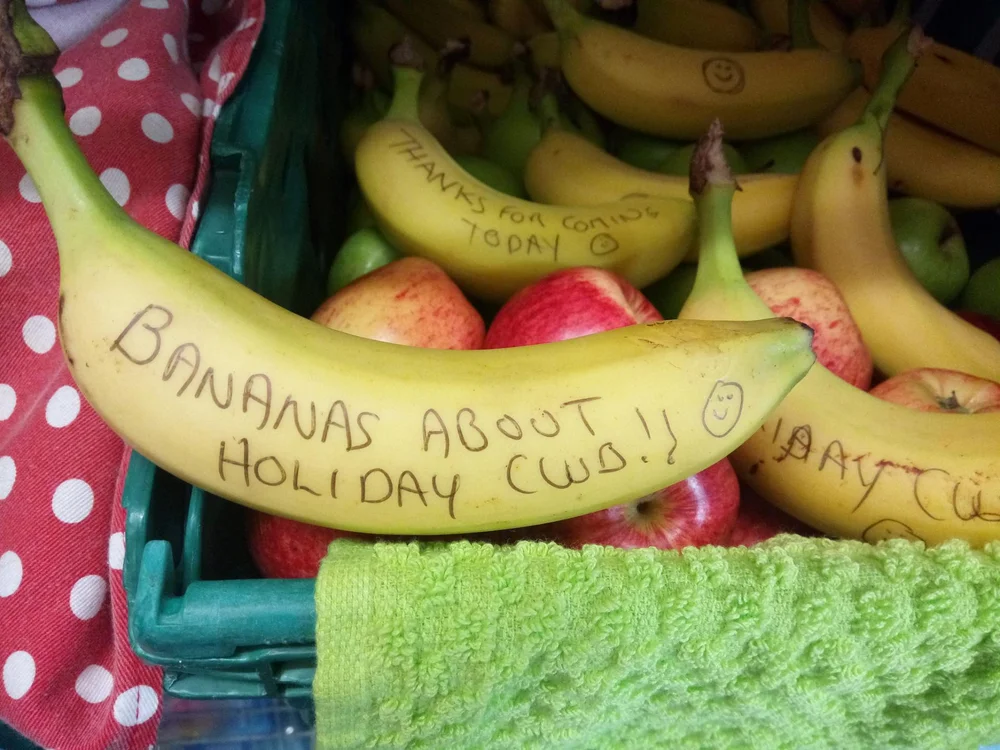 THANKS FOR COMING
TODAY
BANANAS ABOUT
HOLIDAY CLUB!!